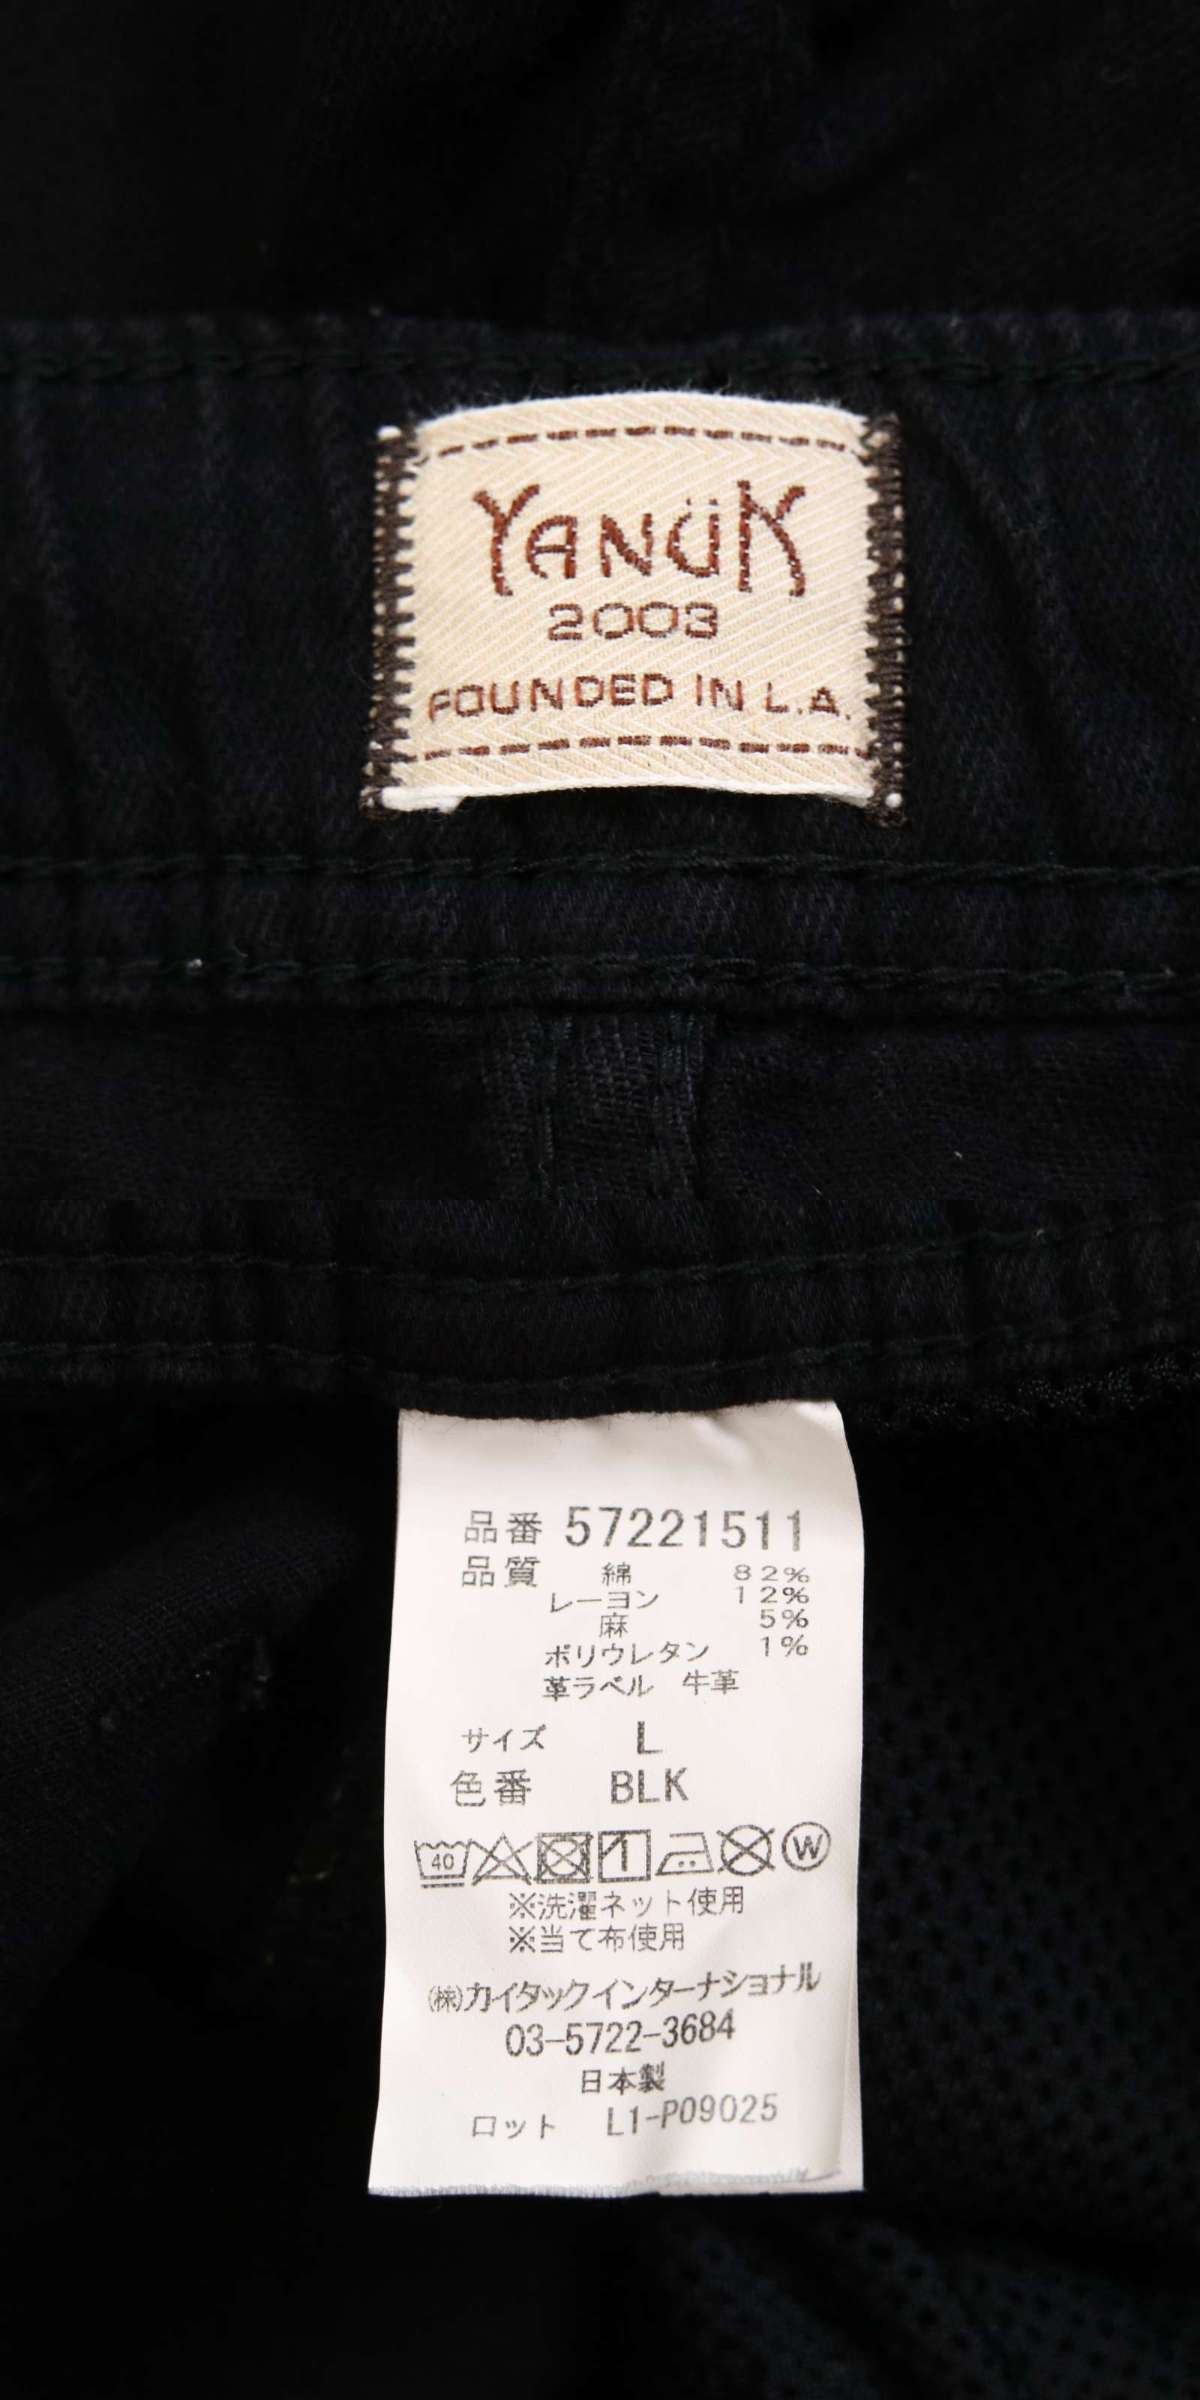 YANÜK
2003
FOUNDED IN L.A.
品番 57221511
品質 綿 82%
レーヨン 12%
麻 5%
ポリウレタン 1%
革ラベル 牛革
サイズ L
色番 BLK
40 1 W
※洗濯ネット使用
※当て布使用
㈱カイタックインターナショナル
03-5722-3684
日本製
ロット L1-P09025